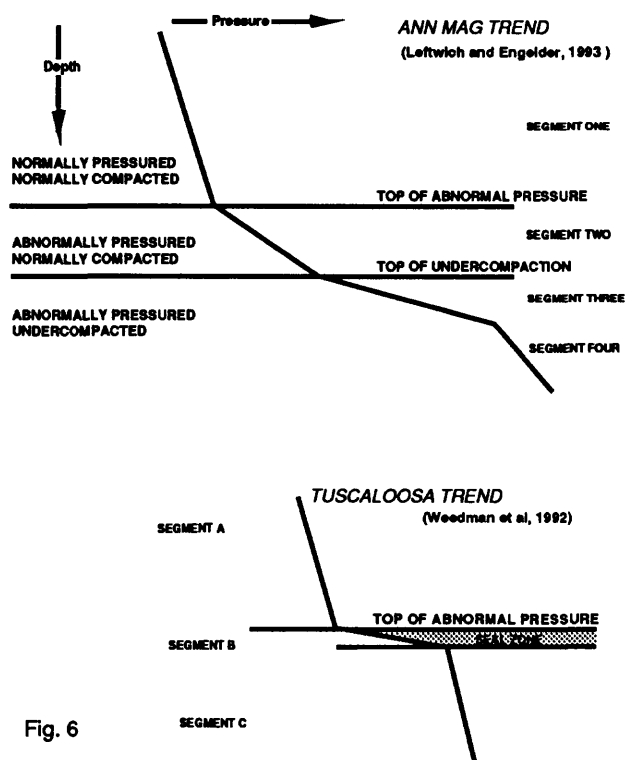 Pressure
ANN MAG TREND
(Leftwich and Engelder, 1993 )
Depth
SEGMENT ONE
NORMALLY PRESSURED
NORMALLY COMPACTED
TOP OF ABNORMAL PRESSURE
SEGMENT TWO
ABNORMALLY PRESSURED
NORMALLY COMPACTED
TOP OF UNDERCOMPACTION
SEGMENT THREE
ABNORMALLY PRESSURED
UNDERCOMPACTED
SEGMENT FOUR
TUSCALOOSA TREND
(Weedman et al, 1992)
SEGMENT A
TOP OF ABNORMAL PRESSURE
SEAL ZONE
SEGMENT B
SEGMENT C
Fig. 6